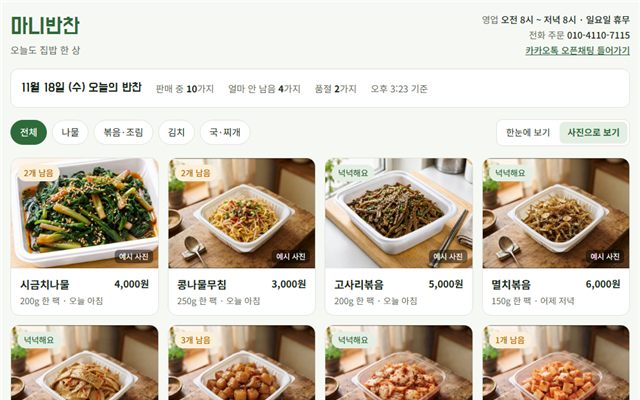 마니반찬
오늘도 집밥 한 상
영업 오전 8시 ~ 저녁 8시 · 일요일 휴무
전화 주문 010-4110-7115
카카오톡 오픈채팅 들어가기
11월 18일 (수) 오늘의 반찬 판매 중 10가지 얼마 안 남음 4가지 품절 2가지 오후 3:23 기준
전체 나물 볶음·조림 김치 국·찌개 한눈에 보기 사진으로 보기
2개 남음
예시 사진
시금치나물 4,000원
200g 한 팩 · 오늘 아침
2개 남음
예시 사진
콩나물무침 3,000원
250g 한 팩 · 오늘 아침
넉넉해요
예시 사진
고사리볶음 5,000원
200g 한 팩 · 오늘 아침
넉넉해요
예시 사진
멸치볶음 6,000원
150g 한 팩 · 어제 저녁
넉넉해요
3개 남음
넉넉해요
1개 남음